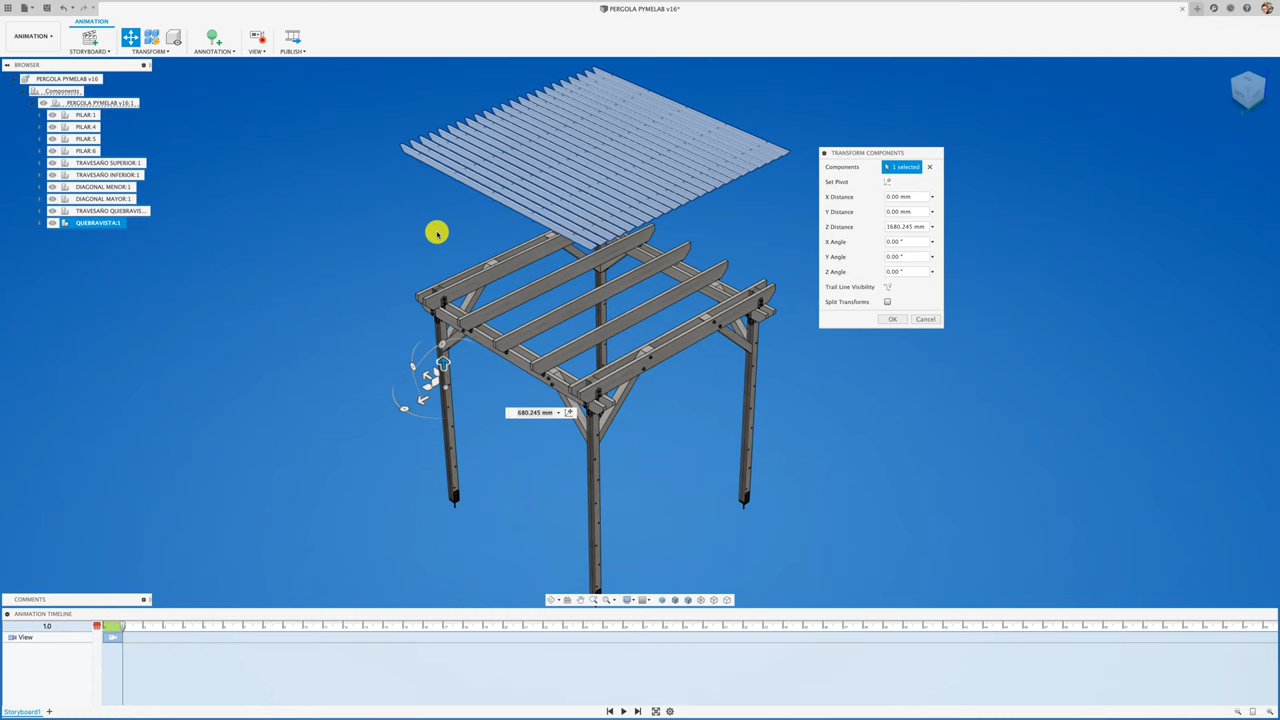 PERGOLA PYMELAB v16*
ANIMATION
ANIMATION
STORYBOARD
TRANSFORM
ANNOTATION
VIEW
PUBLISH
BROWSER
PERGOLA PYMELAB v16
Components
PERGOLA PYMELAB v16:1
PILAR:1
PILAR:4
PILAR:5
PILAR:6
TRAVESAÑO SUPERIOR:1
TRAVESAÑO INFERIOR:1
DIAGONAL MENOR:1
DIAGONAL MAYOR:1
TRAVESAÑO QUEBRAVIS...
QUEBRAVISTA:1
TRANSFORM COMPONENTS
Components 1 selected
Set Pivot
X Distance 0.00 mm
Y Distance 0.00 mm
Z Distance 1680.245 mm
X Angle 0.00 °
Y Angle 0.00 °
Z Angle 0.00 °
Trail Line Visibility
Split Transforms
OK Cancel
680.245 mm
COMMENTS
ANIMATION TIMELINE
1.0
View
Storyboard1